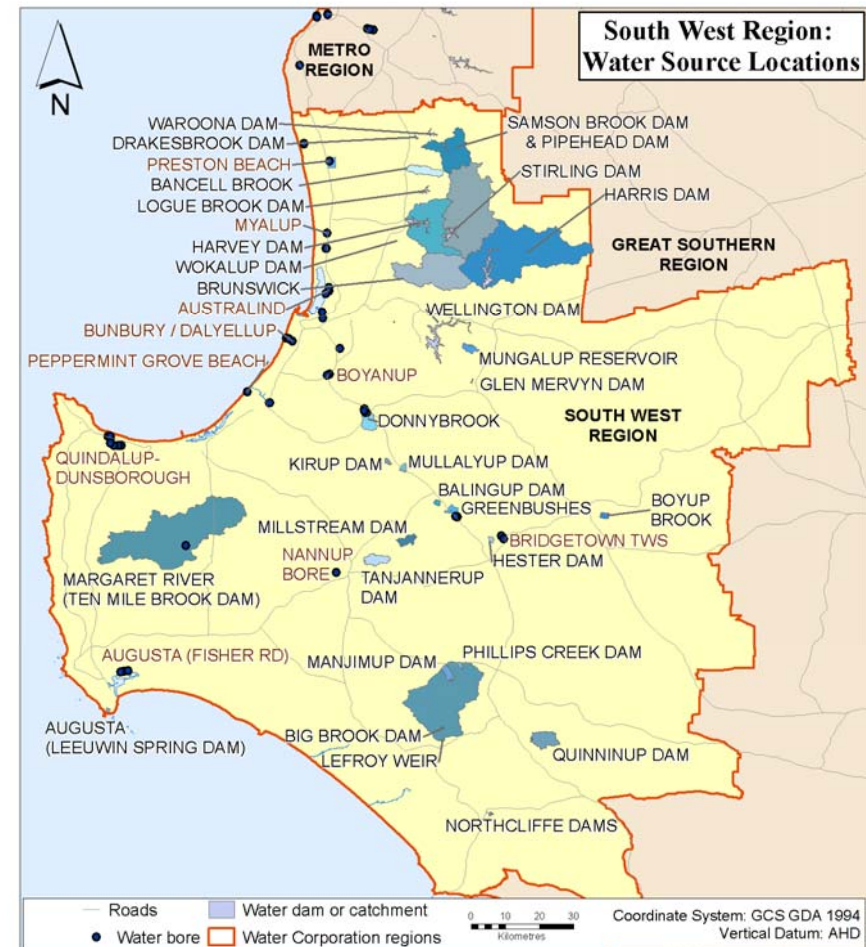 South West Region:
Water Source Locations
METRO
REGION
N
WAROONA DAM
DRAKESBROOK DAM
PRESTON BEACH
BANCELL BROOK
LOGUE BROOK DAM
MYALUP
HARVEY DAM
WOKALUP DAM
BRUNSWICK
AUSTRALIND
BUNBURY / DALYELLUP
PEPPERMINT GROVE BEACH
SAMSON BROOK DAM
& PIPEHEAD DAM
STIRLING DAM
HARRIS DAM
GREAT SOUTHERN
REGION
WELLINGTON DAM
MUNGALUP RESERVOIR
GLEN MERVYN DAM
BOYANUP
SOUTH WEST
REGION
DONNYBROOK
QUINDALUP-
DUNSBOROUGH
KIRUP DAM
MULLALYUP DAM
BALINGUP DAM
GREENBUSHES
BOYUP
BROOK
MILLSTREAM DAM
BRIDGETOWN TWS
HESTER DAM
NANNUP
BORE
TANJANNERUP
DAM
MARGARET RIVER
(TEN MILE BROOK DAM)
AUGUSTA (FISHER RD)
MANJIMUP DAM
PHILLIPS CREEK DAM
AUGUSTA
(LEEUWIN SPRING DAM)
BIG BROOK DAM
LEFROY WEIR
QUINNINUP DAM
NORTHCLIFFE DAMS
Roads
Water dam or catchment
Water bore
Water Corporation regions
0 5 10 20 30
Kilometres
Coordinate System: GCS GDA 1994
Vertical Datum: AHD